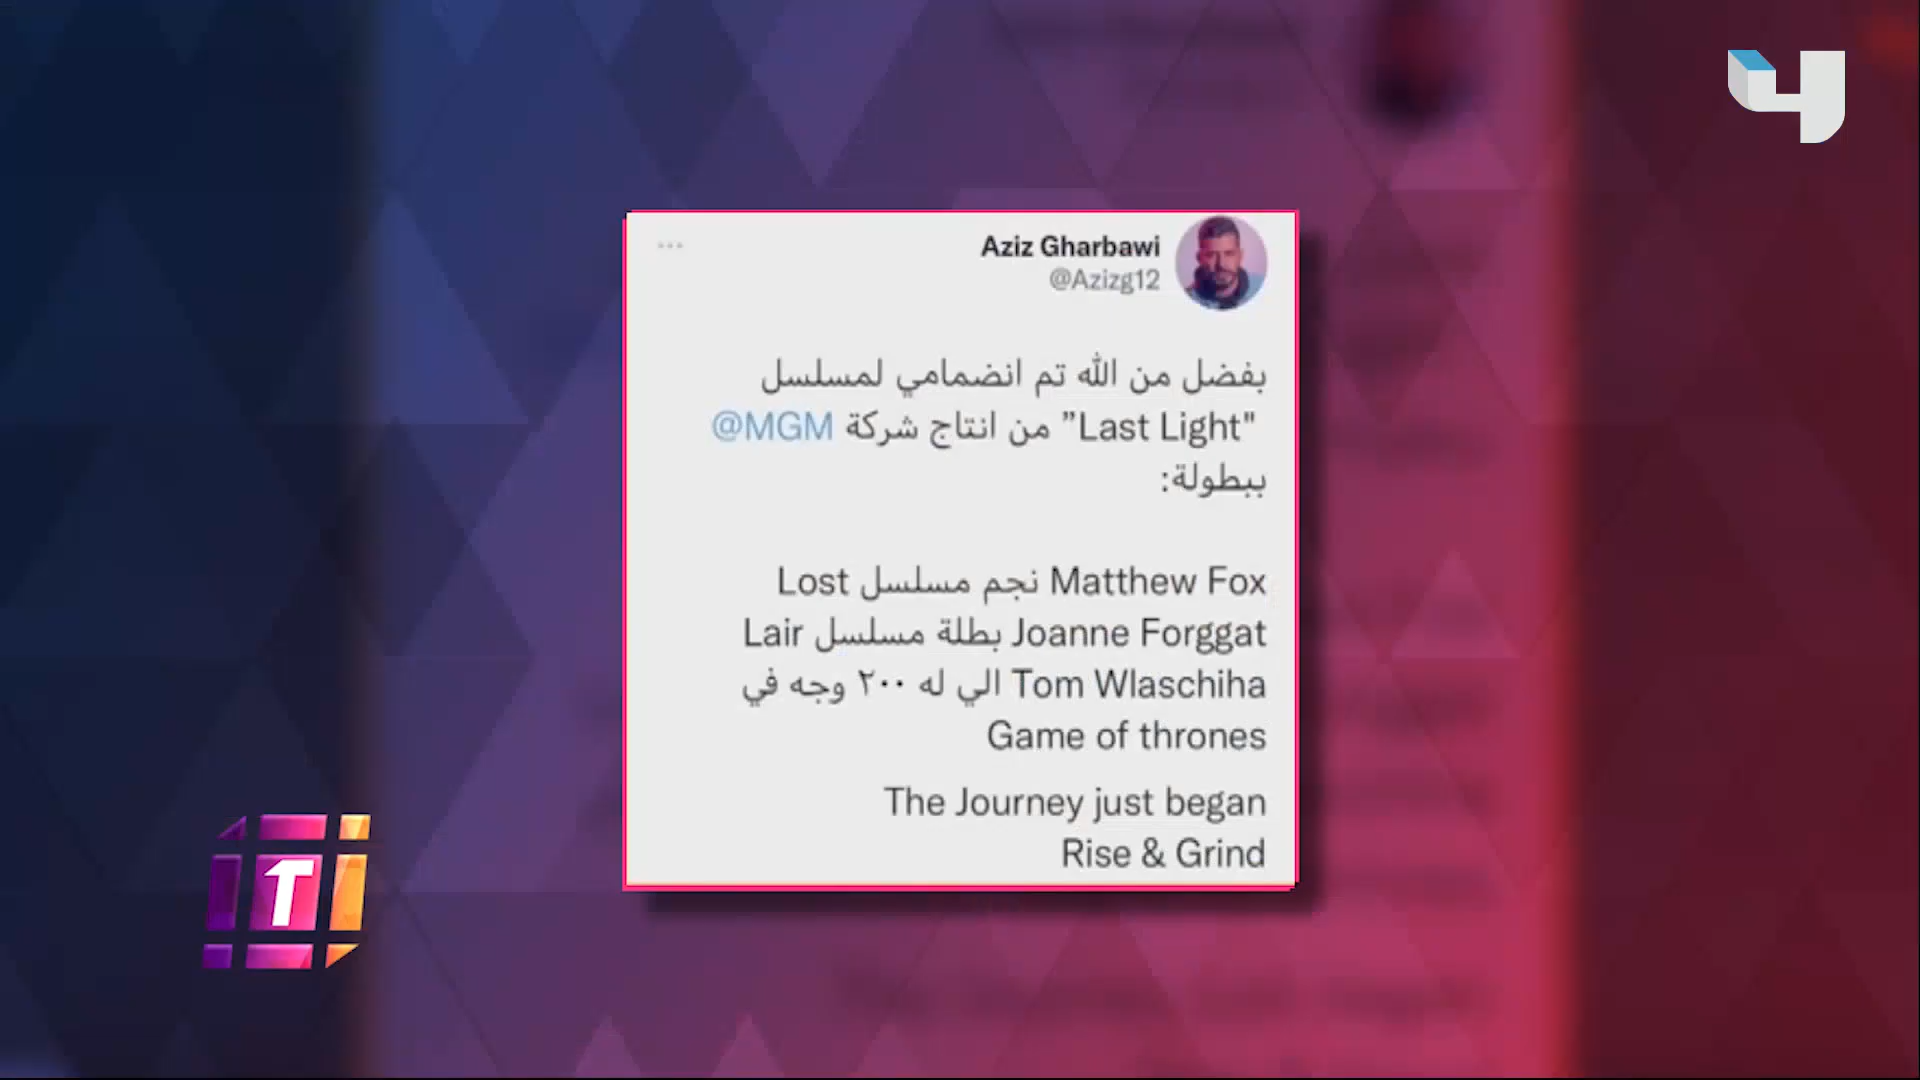 Aziz Gharbawi
@Azizg12
بفضل من الله تم انضمامي لمسلسل
"Last Light” من انتاج شركة @MGM
ببطولة:
Matthew Fox نجم مسلسل Lost
Joanne Forggat بطلة مسلسل Lair
Tom Wlaschiha الي له ٢٠٠ وجه في
Game of thrones
The Journey just began
Rise & Grind
4
T